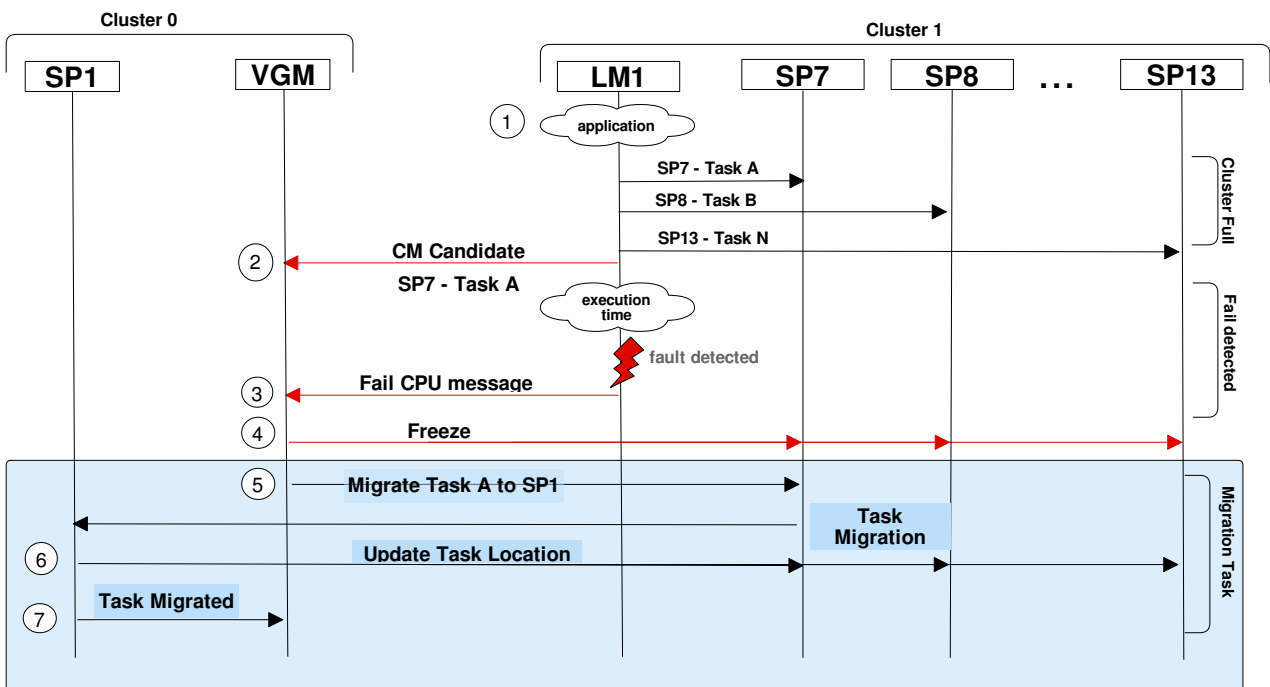 Cluster 0
Cluster 1
SP1
VGM
LM1
SP7
SP8
...
SP13
1
application
SP7 - Task A
SP8 - Task B
SP13 - Task N
Cluster Full
2
CM Candidate
SP7 - Task A
execution
time
Fail detected
fault detected
3
Fail CPU message
4
Freeze
5
Migrate Task A to SP1
Task
Migration
Migration Task
6
Update Task Location
7
Task Migrated